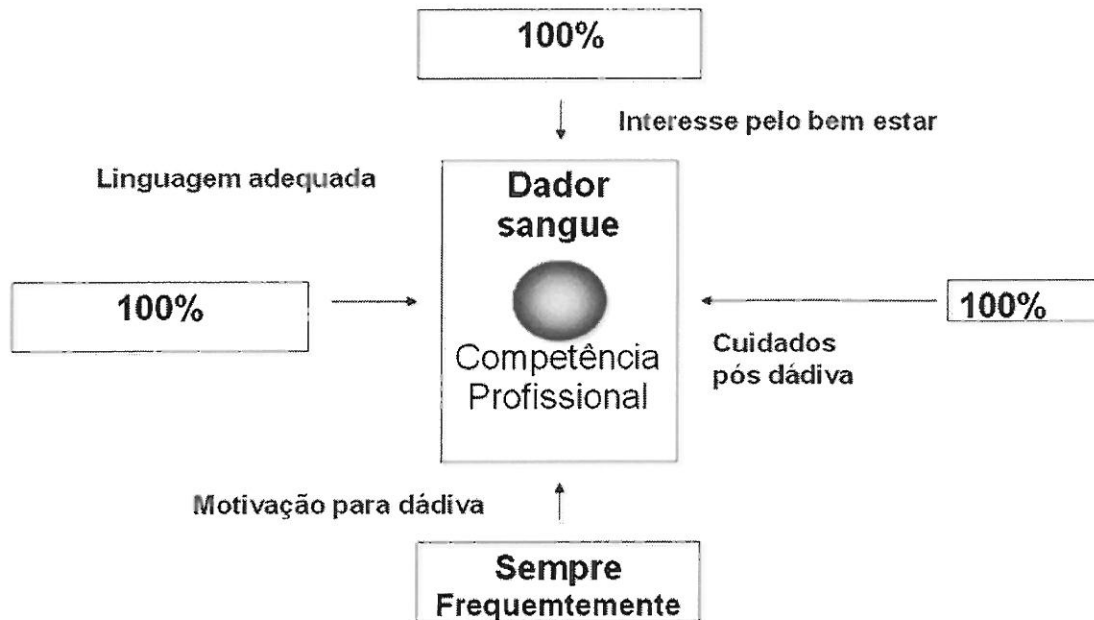 100%
Interesse pelo bem estar
Linguagem adequada
Dador
sangue
100%
100%
Competência
Profissional
Cuidados
pós dádiva
Motivação para dádiva
Sempre
Frequemtemente